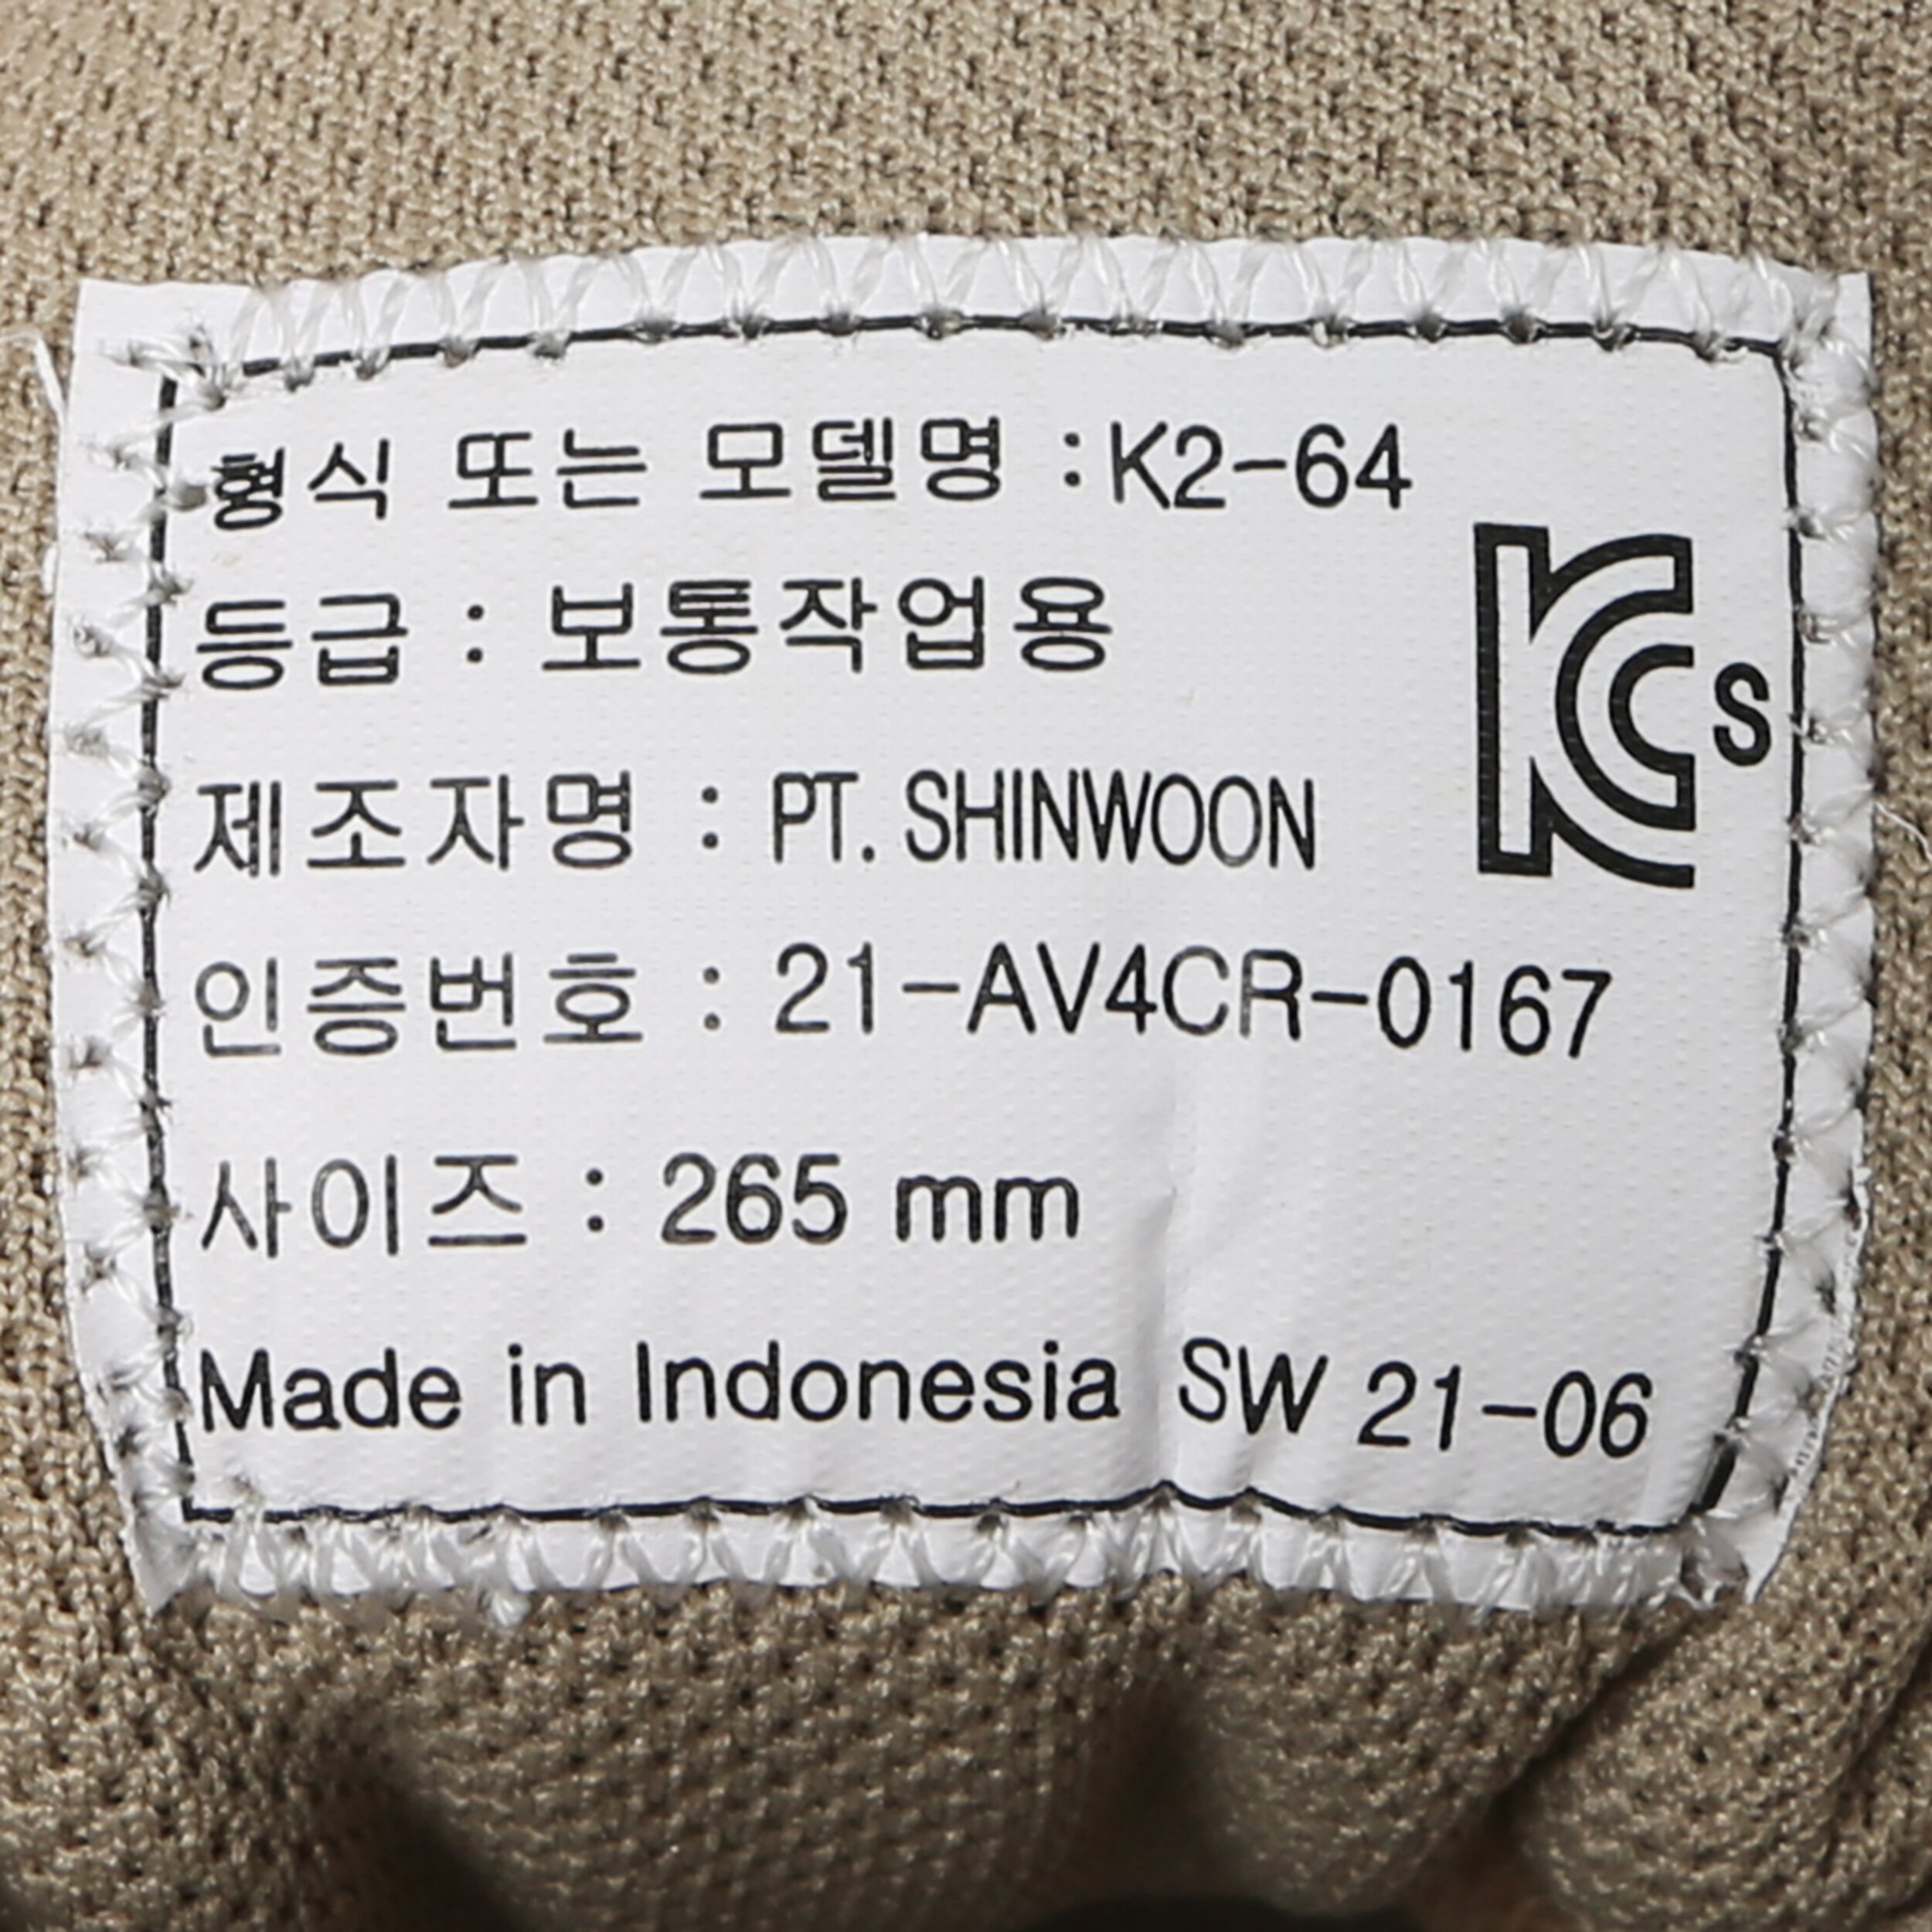 형식 또는 모델명 : K2-64
등급 : 보통작업용
KCs
제조자명 : PT. SHINWOON
인증번호 : 21-AV4CR-0167
사이즈 : 265 mm
Made in Indonesia SW 21-06